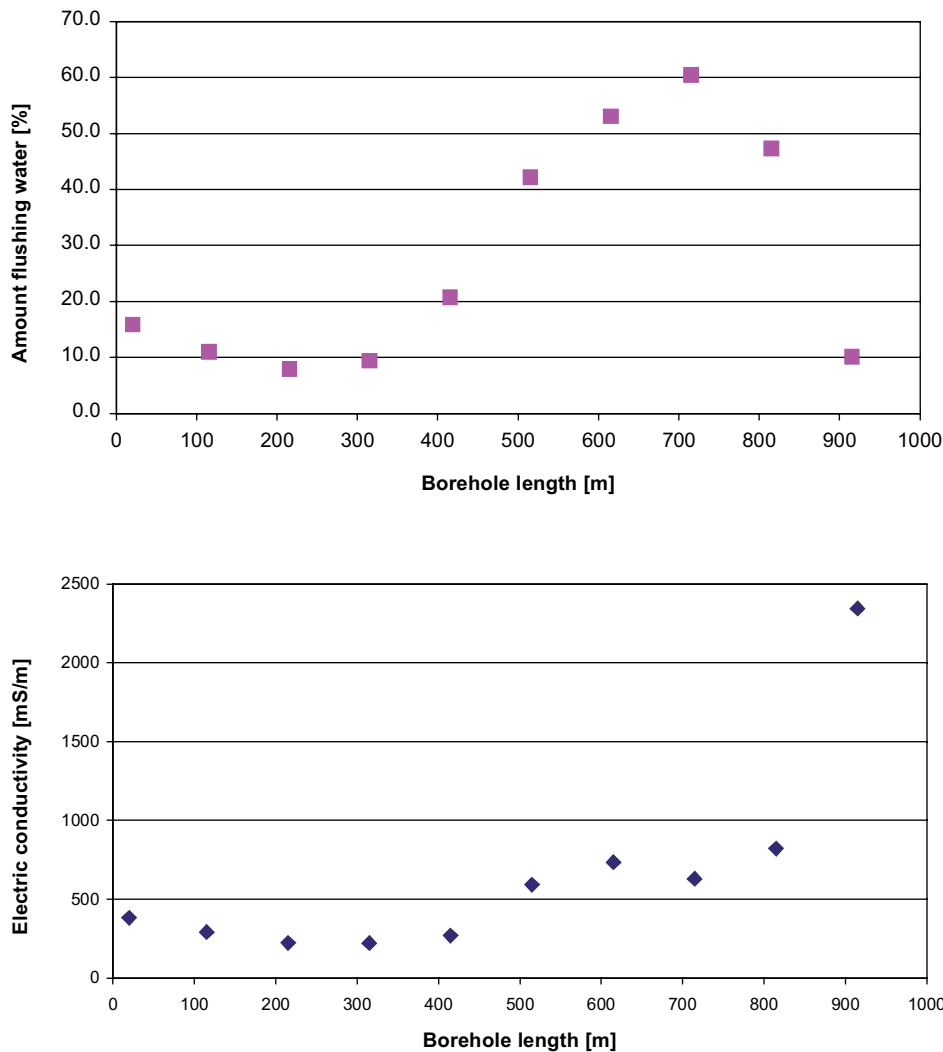 70.0
60.0
50.0
40.0
30.0
20.0
10.0
0.0
Amount flushing water [%]
0 100 200 300 400 500 600 700 800 900 1000
Borehole length [m]
2500
2000
1500
1000
500
0
Electric conductivity [mS/m]
0 100 200 300 400 500 600 700 800 900 1000
Borehole length [m]